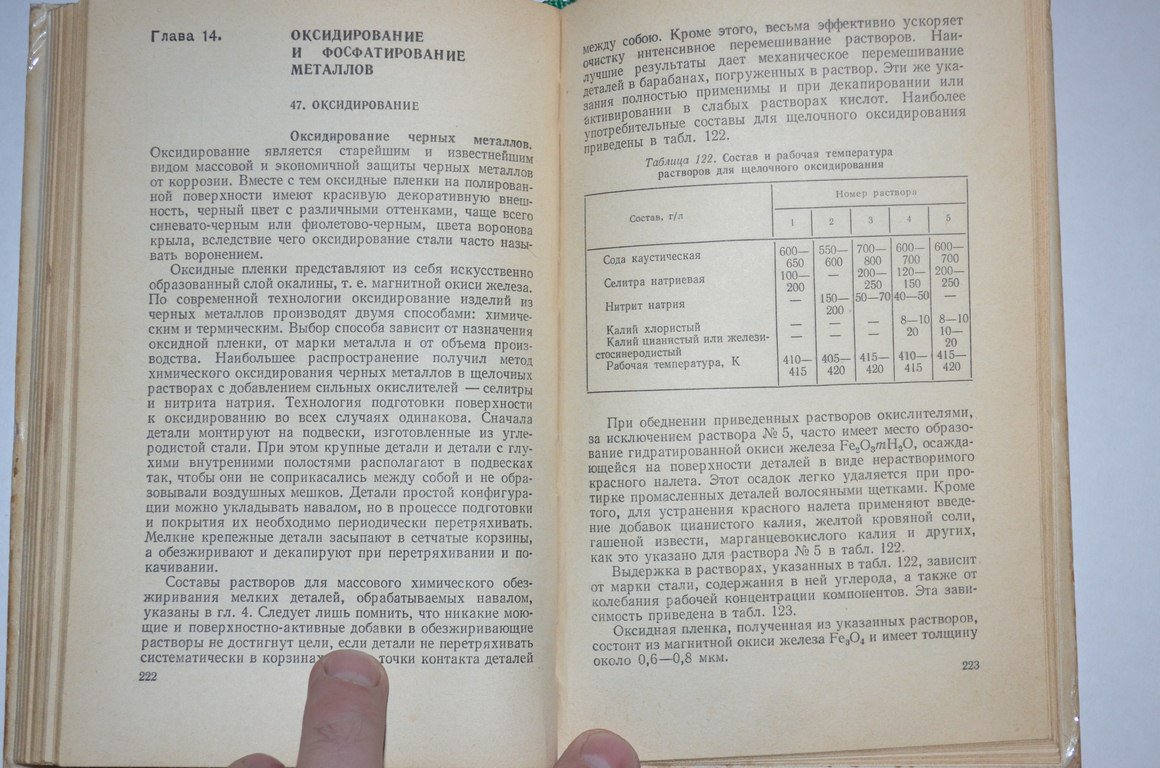 Глава 14.
ОКСИДИРОВАНИЕ
И ФОСФАТИРОВАНИЕ
МЕТАЛЛОВ
47. ОКСИДИРОВАНИЕ
Оксидирование черных металлов.
Оксидирование является старейшим и известнейшим
видом массовой и экономичной защиты черных металлов
от коррозии. Вместе с тем оксидные пленки на полирован-
ной поверхности имеют красивую декоративную внеш-
ность, черный цвет с различными оттенками, чаще всего
синевато-черным или фиолетово-черным, цвета воронова
крыла, вследствие чего оксидирование стали часто назы-
вать воронением.
Оксидные пленки представляют из себя искусственно
образованный слой окалины, т. е. магнитной окиси железа.
По современной технологии оксидирование изделий из
черных металлов производят двумя способами: химиче-
ским и термическим. Выбор способа зависит от назначения
оксидной пленки, от марки металла и от объема произ-
водства. Наибольшее распространение получил метод
химического оксидирования черных металлов в щелочных
растворах с добавлением сильных окислителей — селитры
и нитрита натрия. Технология подготовки поверхности
к оксидированию во всех случаях одинакова. Сначала
детали монтируют на подвески, изготовленные из угле-
родистой стали. При этом крупные детали и детали с глу-
хими внутренними полостями располагают в подвесках
так, чтобы они не соприкасались между собой и не обра-
зовывали воздушных мешков. Детали простой конфигура-
ции можно укладывать навалом, но в процессе подготовки
и покрытия их необходимо периодически перетряхивать.
Мелкие крепежные детали засыпают в сетчатые корзины,
а обезжиривают и декапируют при перетряхивании и по-
качивании.
Составы растворов для массового химического обез-
жиривания мелких деталей, обрабатываемых навалом,
указаны в гл. 4. Следует лишь помнить, что никакие мою-
щие и поверхностно-активные добавки в обезжиривающие
растворы не достигнут цели, если детали не перетряхивать
систематически в корзинах точки контакта деталей
222
между собою. Кроме этого, весьма эффективно ускоряет
очистку интенсивное перемешивание растворов. Наи-
лучшие результаты дает механическое перемешивание
деталей в барабанах, погруженных в раствор. Эти же ука-
зания полностью применимы и при декапировании или
активировании в слабых растворах кислот. Наиболее
употребительные составы для щелочного оксидирования
приведены в табл. 122.
Таблица 122. Состав и рабочая температура
растворов для щелочного оксидирования
Состав, г/л Номер раствора
1 2 3 4 5
Сода каустическая 600—650 550—600 700—800 600—700 600—700
Селитра натриевая 100—200 — 200—250 120—150 200—250
Нитрит натрия — 150—200 50—70 40—50 —
Калий хлористый — — — 8—10 8—10
Калий цианистый или железистосинеродистый — — — 20 10—20
Рабочая температура, К 410—415 405—420 415—420 410—415 415—420
При обеднении приведенных растворов окислителями,
за исключением раствора № 5, часто имеет место образо-
вание гидратированной окиси железа Fe₂O₃mH₂O, осажда-
ющейся на поверхности деталей в виде нерастворимого
красного налета. Этот осадок легко удаляется при про-
тирке промасленных деталей волосяными щетками. Кроме
того, для устранения красного налета применяют введе-
ние добавок цианистого калия, желтой кровяной соли,
гашеной извести, марганцевокислого калия и других,
как это указано для раствора № 5 в табл. 122.
Выдержка в растворах, указанных в табл. 122, зависит
от марки стали, содержания в ней углерода, а также от
колебания рабочей концентрации компонентов. Эта зави-
симость приведена в табл. 123.
Оксидная пленка, полученная из указанных растворов,
состоит из магнитной окиси железа Fe₃O₄ и имеет толщину
около 0,6—0,8 мкм.
223